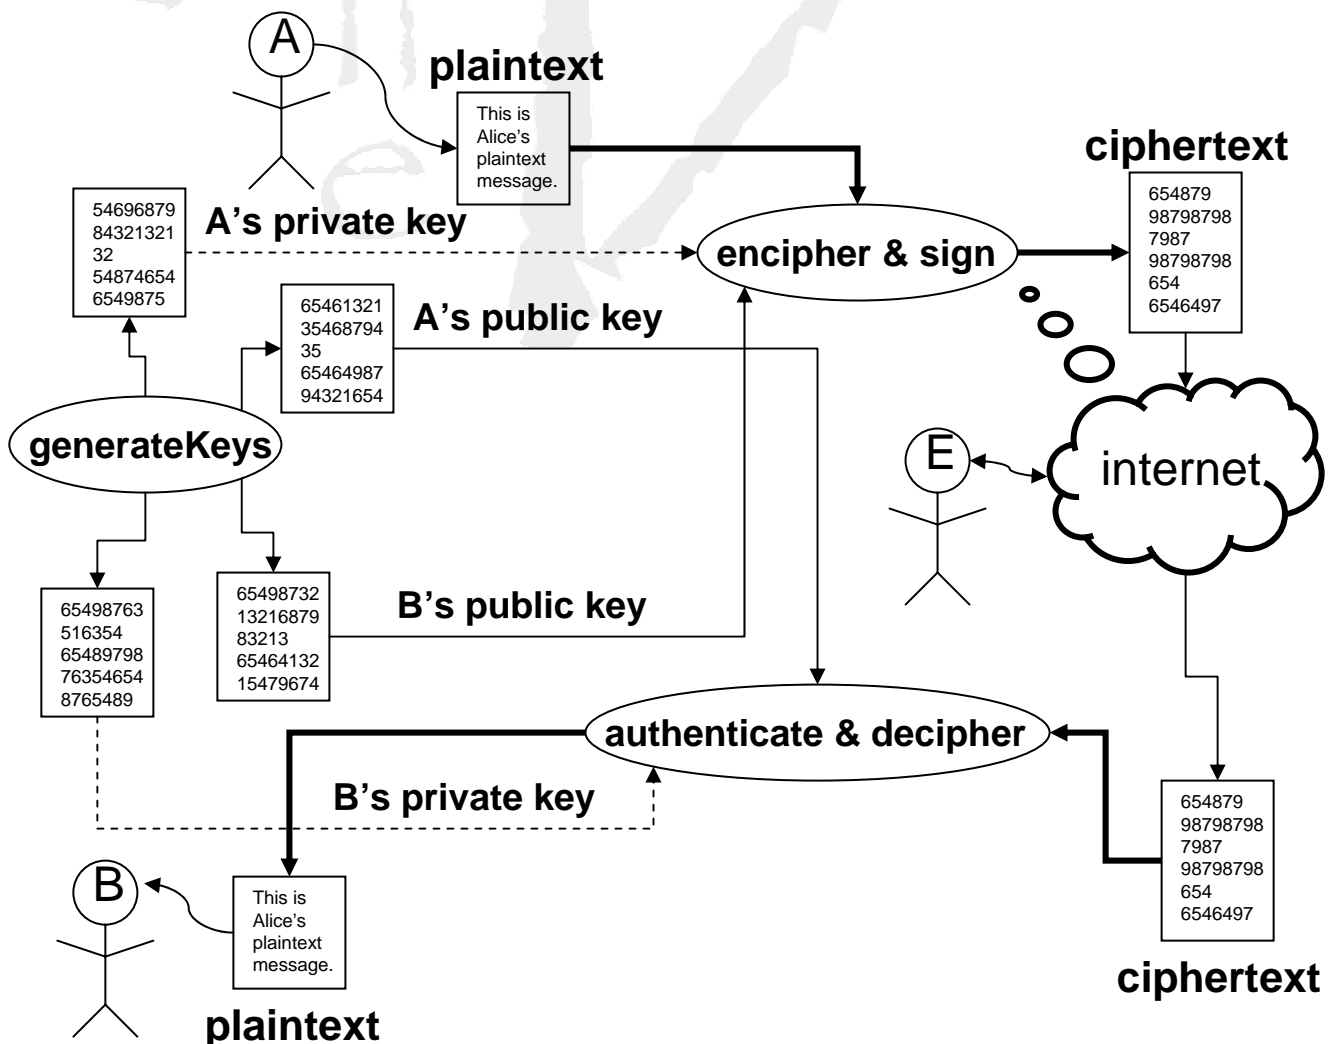 A
plaintext
This is
Alice's
plaintext
message.
ciphertext
654879
98798798
7987
98798798
654
6546497
54696879
84321321
32
54874654
6549875
A's private key
encipher & sign
65461321
35468794
35
65464987
94321654
A's public key
generateKeys
E
internet
65498763
516354
65489798
76354654
8765489
65498732
13216879
83213
65464132
15479674
B's public key
authenticate & decipher
B's private key
654879
98798798
7987
98798798
654
6546497
ciphertext
B
This is
Alice's
plaintext
message.
plaintext